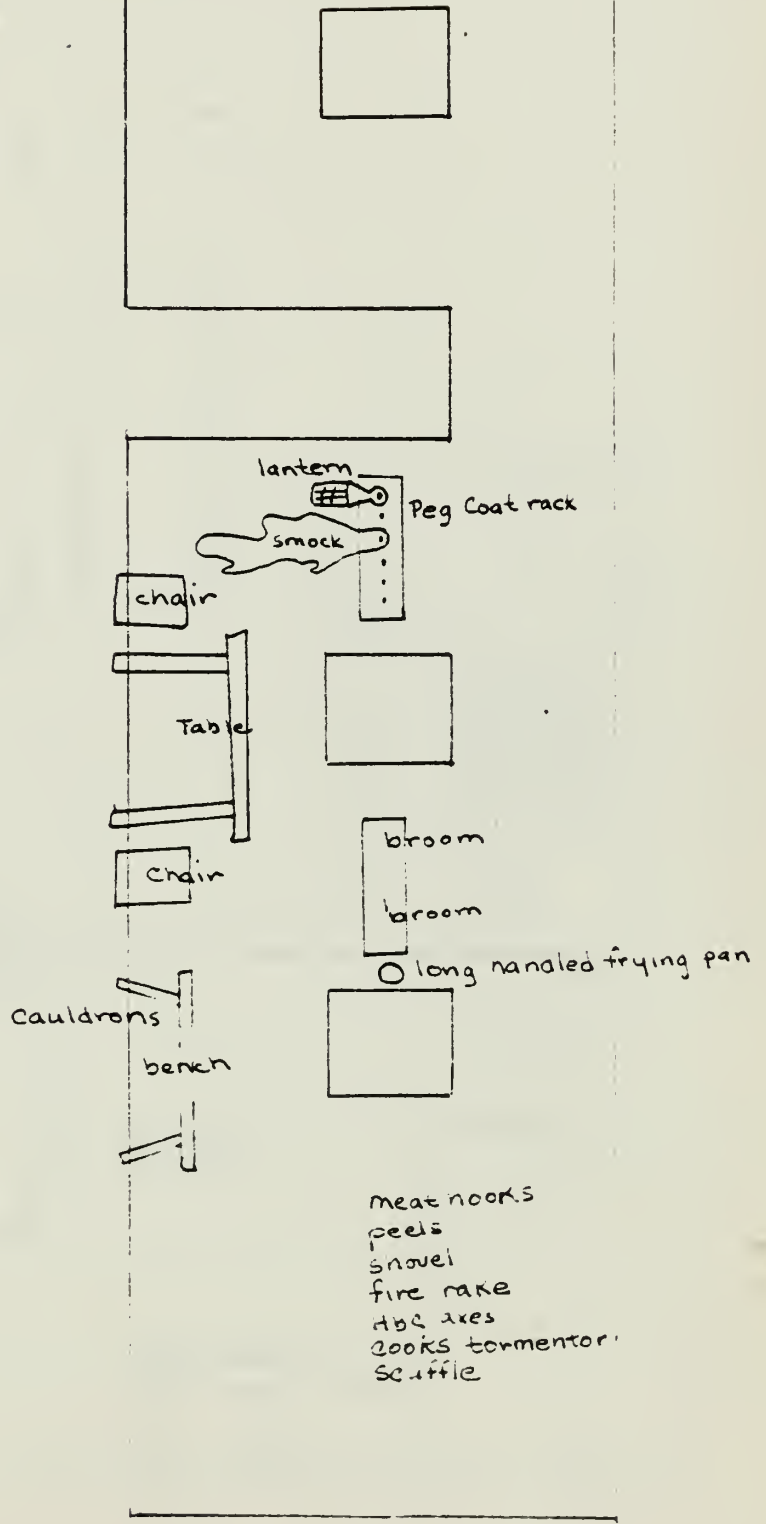 lantern
Peg Coat rack
smock
chair
Table
broom
Chair
broom
long handled frying pan
Cauldrons
bench
meat hooks
peels
shovel
fire rake
HBC axes
cooks tormentor
scuffle